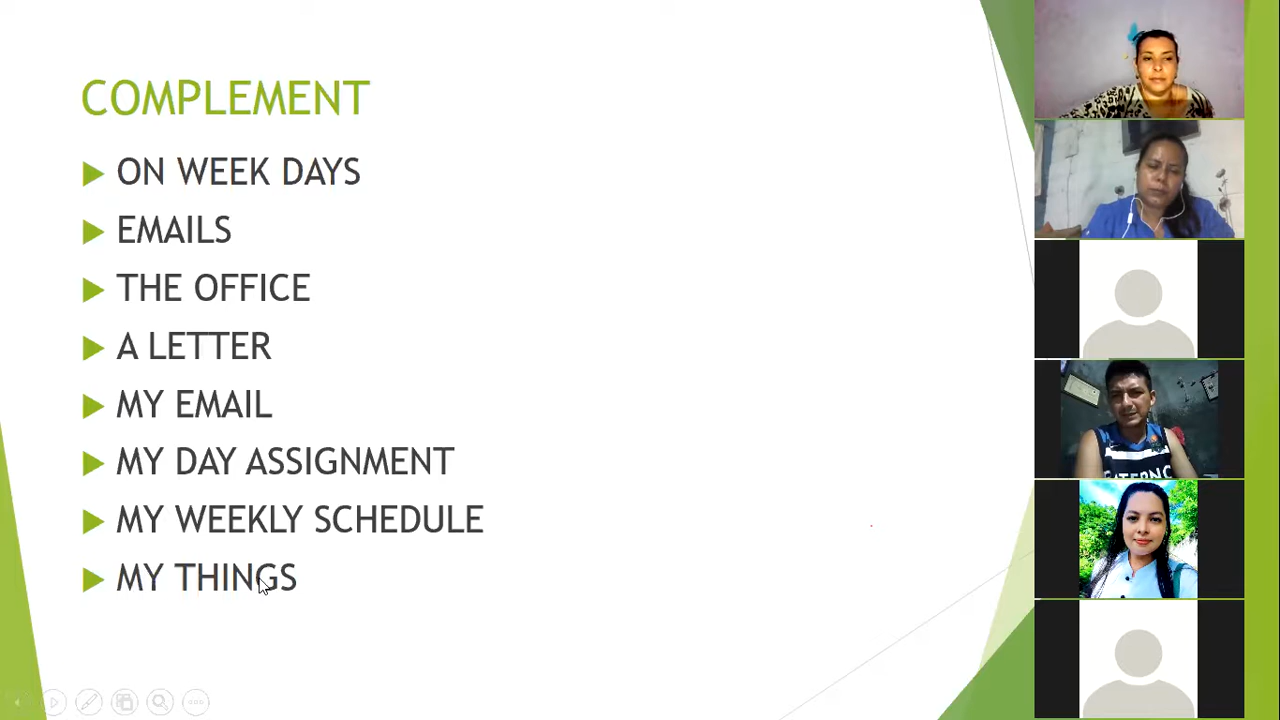 COMPLEMENT
ON WEEK DAYS
EMAILS
THE OFFICE
A LETTER
MY EMAIL
MY DAY ASSIGNMENT
MY WEEKLY SCHEDULE
MY THINGS